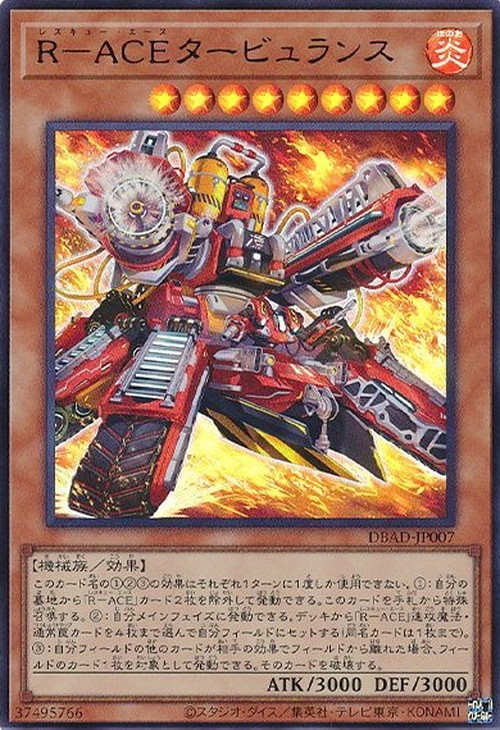 レスキュー・エース
R－ACEタービュランス
ほのお
炎
DBAD-JP007
きかいぞく こうか
【機械族／効果】
このカード名の①②③の効果はそれぞれ１ターンに１度しか使用できない。①：自分の
墓地から「R-ACE」カード２枚を除外して発動できる。このカードを手札から特殊
召喚する。②：自分メインフェイズに発動できる。デッキから「R-ACE」速攻魔法・
通常罠カードを４枚まで選んで自分フィールドにセットする（同名カードは１枚まで）。
③：自分フィールドの他のカードが相手の効果でフィールドから離れた場合、フィー
ルドのカード１枚を対象として発動できる。そのカードを破壊する。
ATK/3000 DEF/3000
37495766 ©スタジオ・ダイス／集英社・テレビ東京・KONAMI